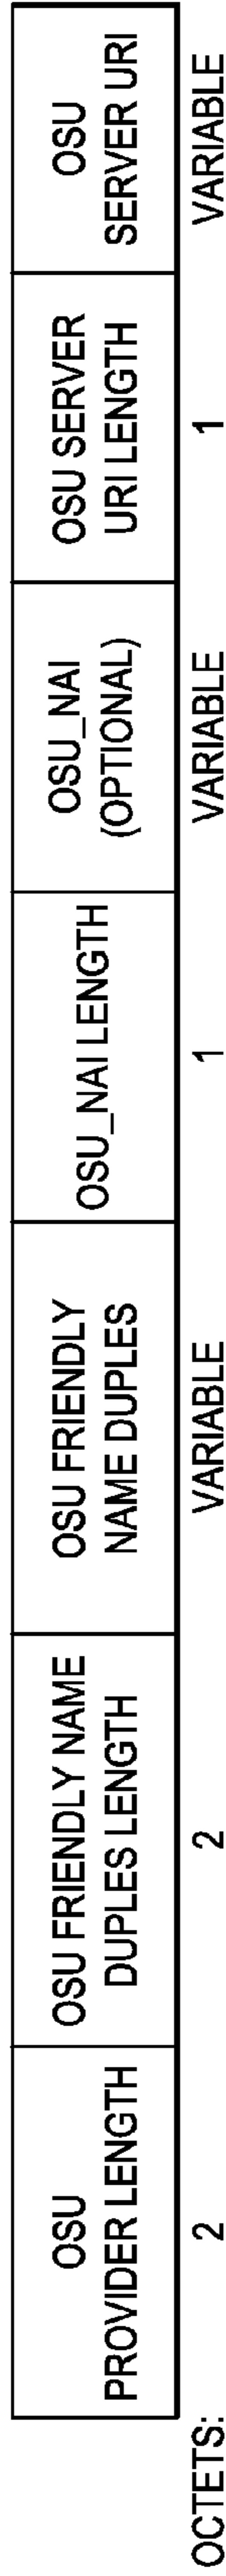 OSU
PROVIDER LENGTH
OSU FRIENDLY NAME
DUPLES LENGTH
OSU FRIENDLY
NAME DUPLES
OSU_NAI LENGTH
OSU_NAI
(OPTIONAL)
OSU SERVER
URI LENGTH
OSU
SERVER URI
OCTETS: 2 2 VARIABLE 1 VARIABLE 1 VARIABLE